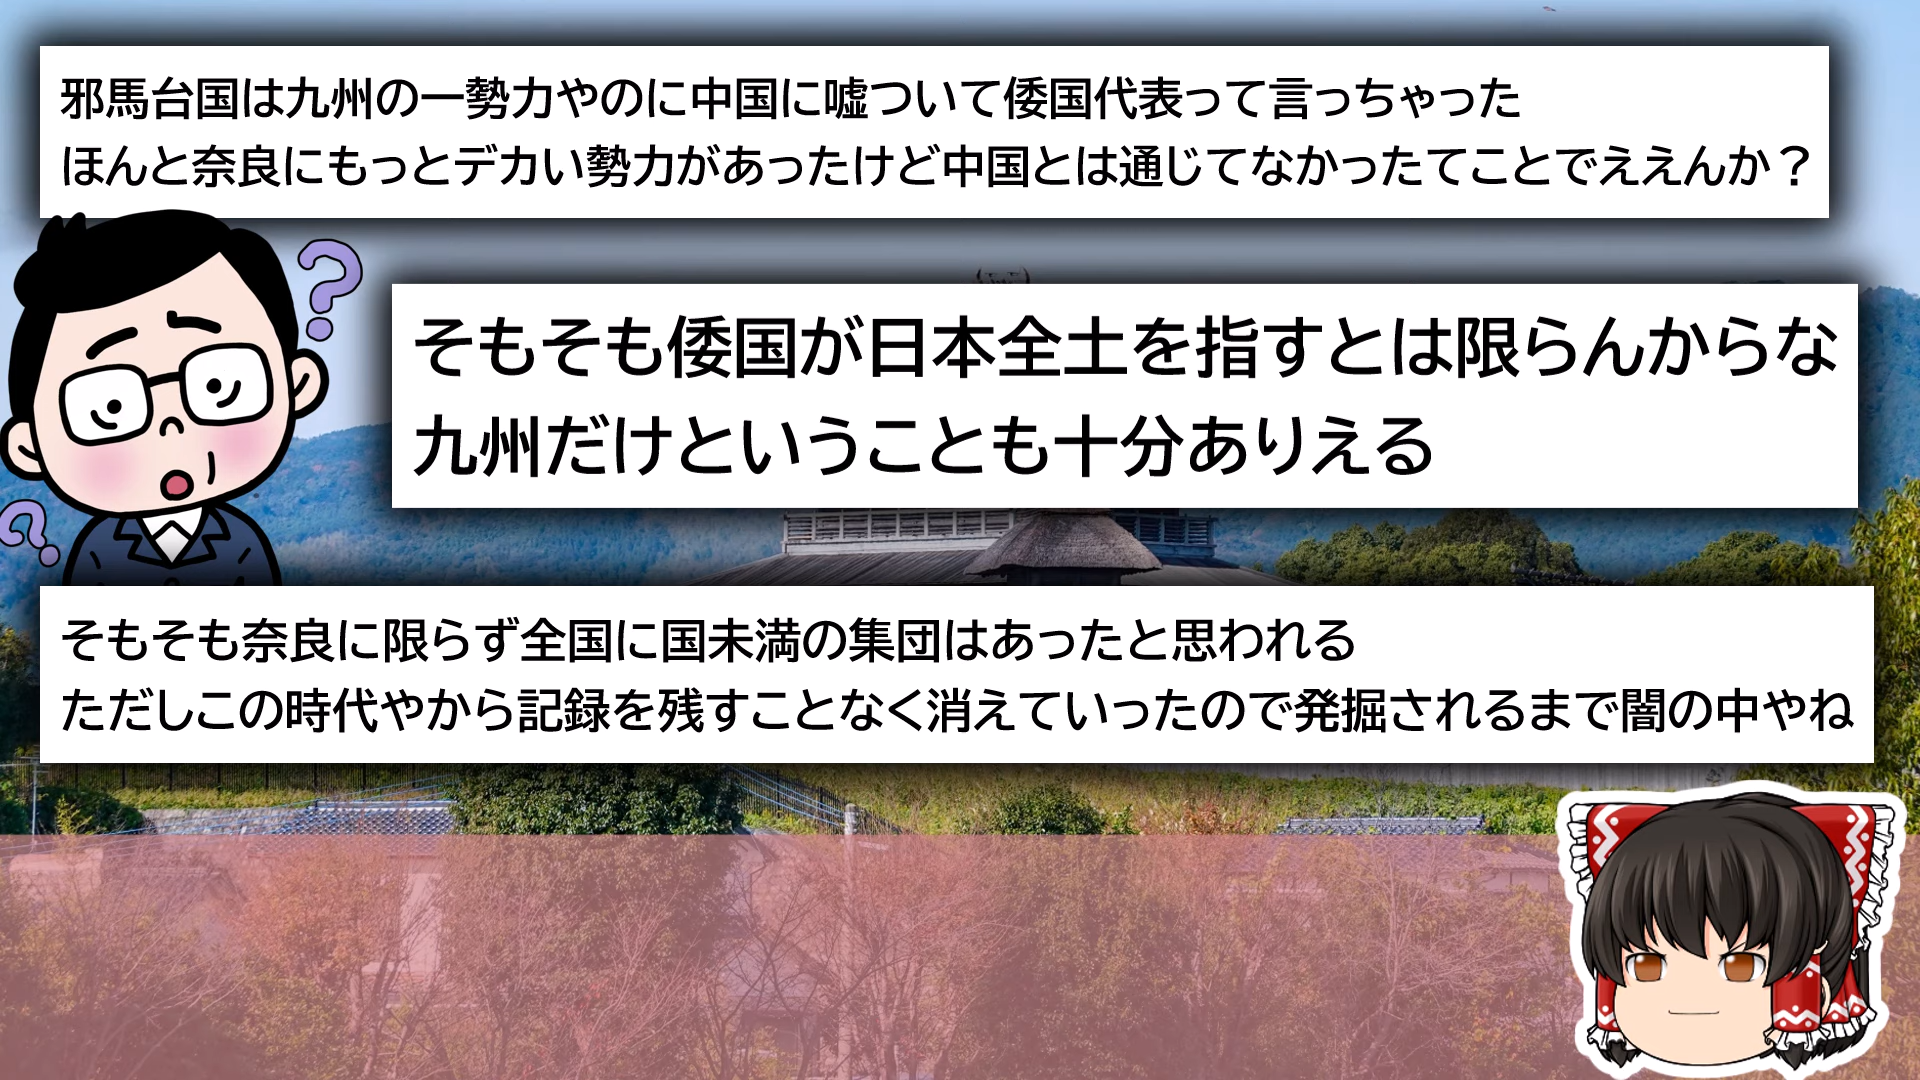 邪馬台国は九州の一勢力やのに中国に嘘ついて倭国代表って言っちゃった
ほんと奈良にもっとデカい勢力があったけど中国とは通じてなかったてことでええんか？
そもそも倭国が日本全土を指すとは限らんからな
九州だけということも十分ありえる
そもそも奈良に限らず全国に国未満の集団はあったと思われる
ただしこの時代やから記録を残すことなく消えていったので発掘されるまで闇の中やね